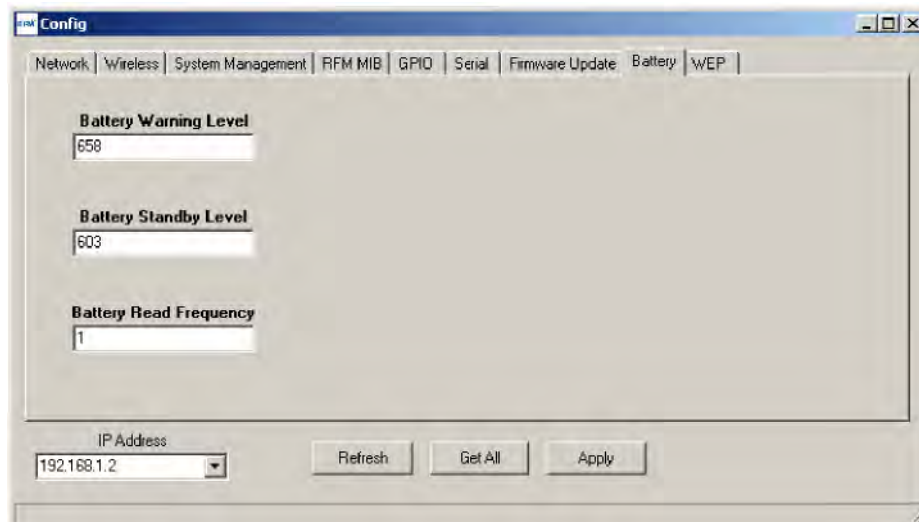 RFM Config
Network Wireless System Management RFM MIB GPIO Serial Firmware Update Battery WEP
Battery Warning Level
658
Battery Standby Level
603
Battery Read Frequency
1
IP Address
192.168.1.2
Refresh Get All Apply